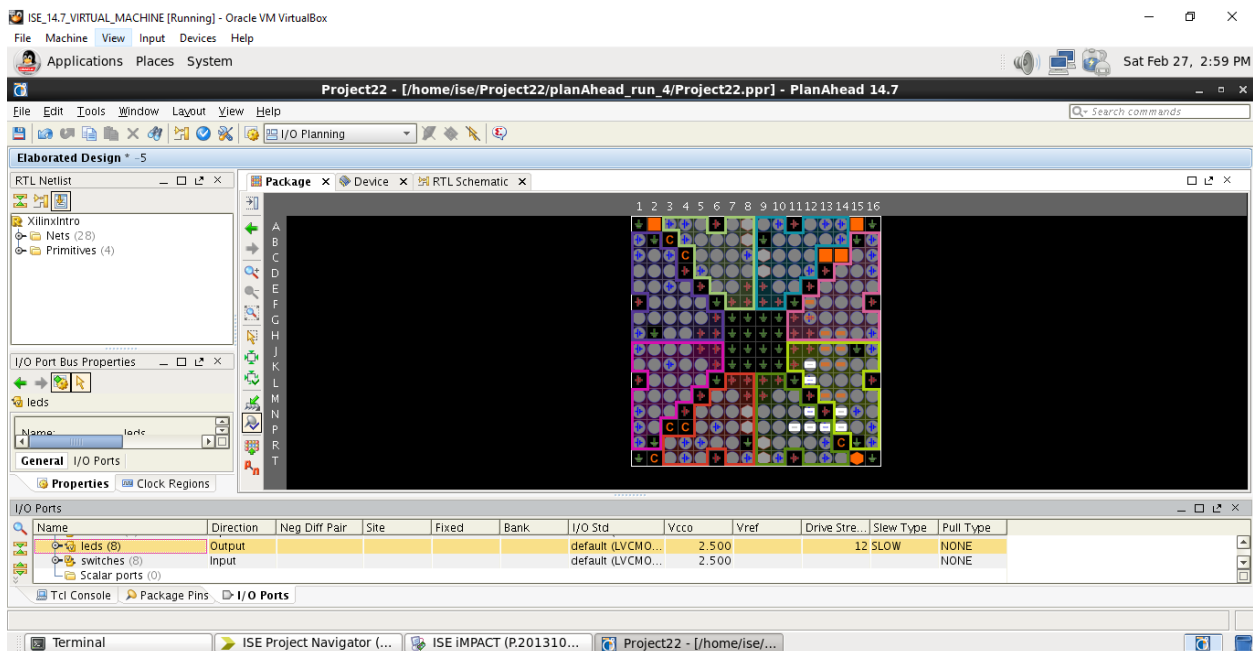 ISE_14.7_VIRTUAL_MACHINE [Running] - Oracle VM VirtualBox
File Machine View Input Devices Help
Applications Places System Sat Feb 27, 2:59 PM
Project22 - [/home/ise/Project22/planAhead_run_4/Project22.ppr] - PlanAhead 14.7
File Edit Tools Window Layout View Help Search commands
I/O Planning
Elaborated Design * -5
RTL Netlist
Package Device RTL Schematic
XilinxIntro
Nets (28)
Primitives (4)
1 2 3 4 5 6 7 8 9 10 11 12 13 14 15 16
A
B
C
D
E
F
G
H
J
K
L
M
N
P
R
T
I/O Port Bus Properties
leds
Name: leds
General I/O Ports
Properties Clock Regions
I/O Ports
Name Direction Neg Diff Pair Site Fixed Bank I/O Std Vcco Vref Drive Stre... Slew Type Pull Type
leds (8) Output default (LVCMO... 2.500 12 SLOW NONE
switches (8) Input default (LVCMO... 2.500 NONE
Scalar ports (0)
Tcl Console Package Pins I/O Ports
Terminal ISE Project Navigator (... ISE iMPACT (P.201310... Project22 - [/home/ise/...